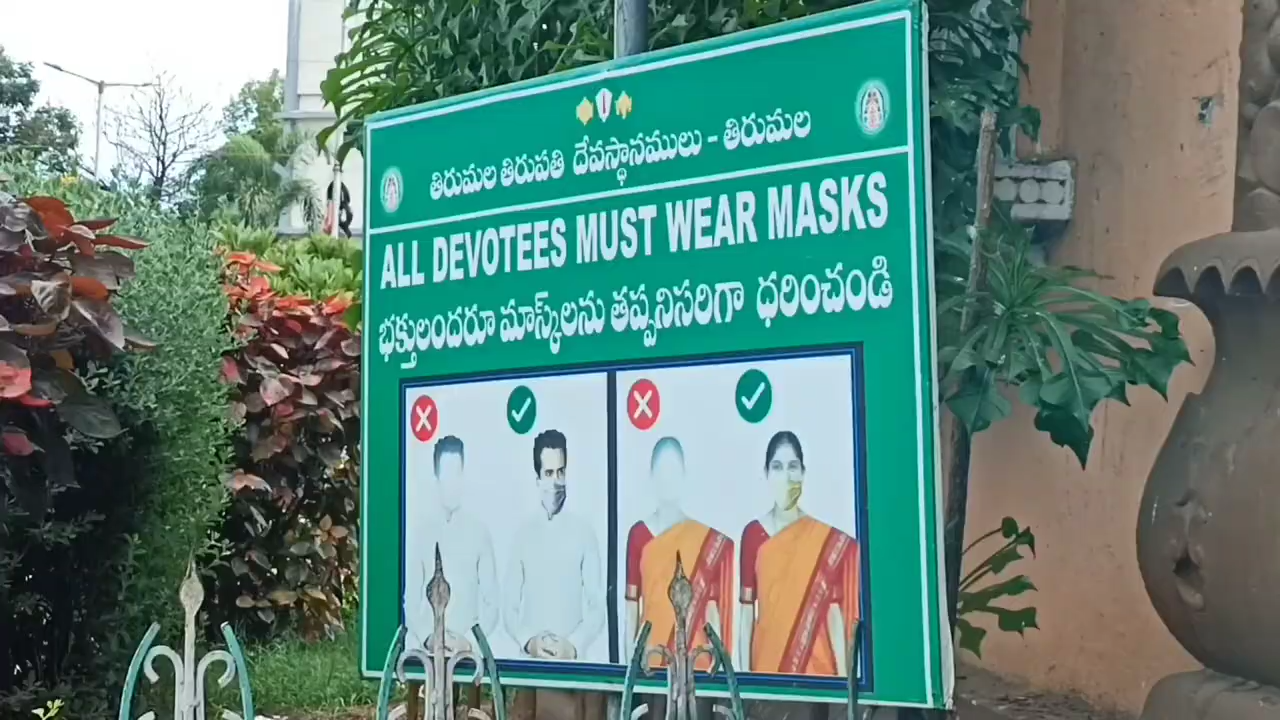 తిరుమల తిరుపతి దేవస్థానములు - తిరుమల
ALL DEVOTEES MUST WEAR MASKS
భక్తులందరూ మాస్క్‌లను తప్పనిసరిగా ధరించండి